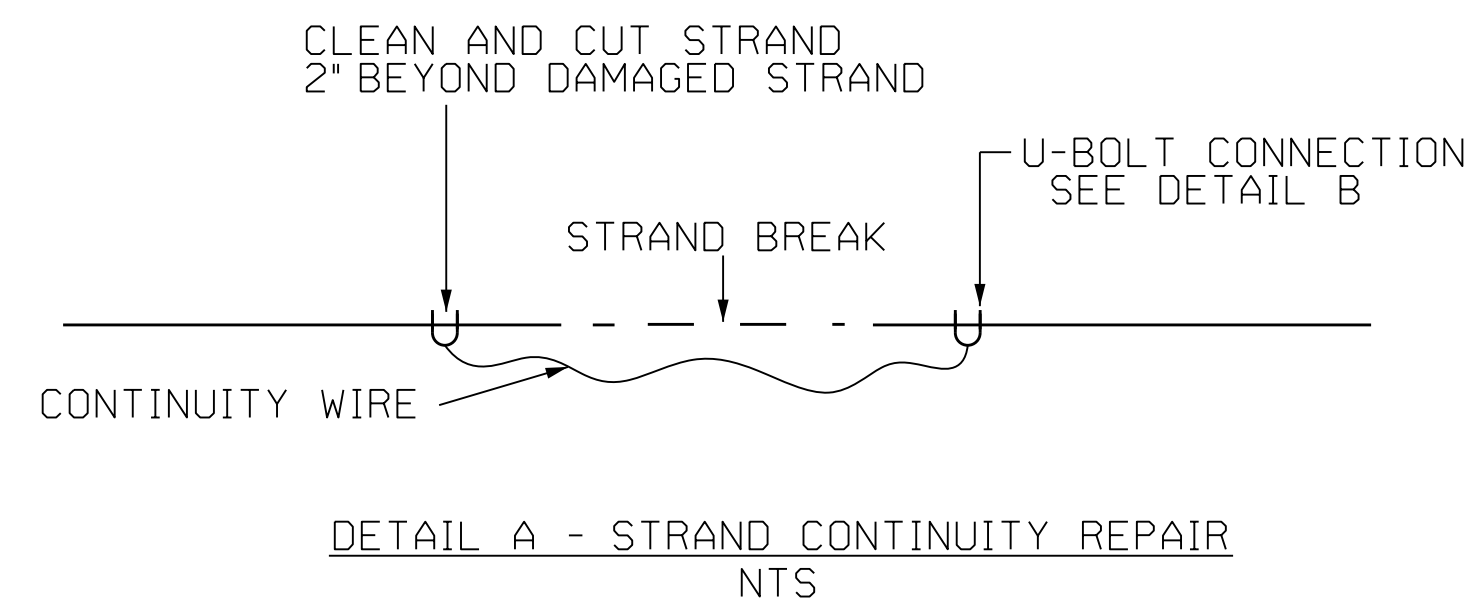 CLEAN AND CUT STRAND
2" BEYOND DAMAGED STRAND
U-BOLT CONNECTION
SEE DETAIL B
STRAND BREAK
CONTINUITY WIRE
DETAIL A - STRAND CONTINUITY REPAIR
NTS